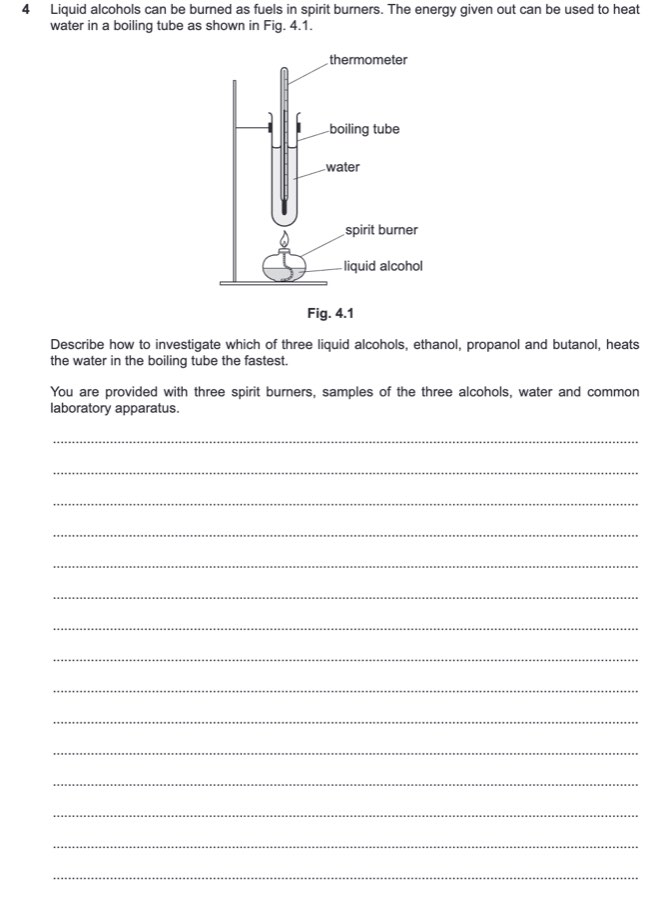 4 Liquid alcohols can be burned as fuels in spirit burners. The energy given out can be used to heat
water in a boiling tube as shown in Fig. 4.1.
thermometer
boiling tube
water
spirit burner
liquid alcohol
Fig. 4.1
Describe how to investigate which of three liquid alcohols, ethanol, propanol and butanol, heats
the water in the boiling tube the fastest.
You are provided with three spirit burners, samples of the three alcohols, water and common
laboratory apparatus.